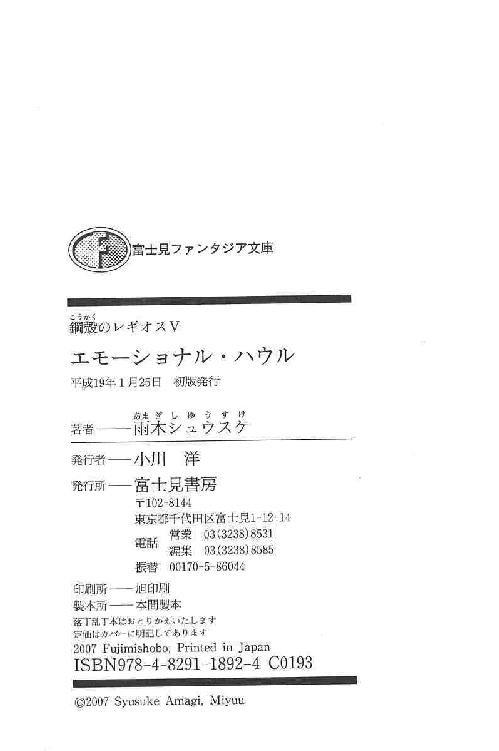 F
富士見ファンタジア文庫
こうかく
鋼殻のレギオスV
エモーショナル・ハウル
平成19年1月25日　初版発行
あまぎしゅうすけ
著者――雨木シュウスケ
発行者――小川　洋
発行所――富士見書房
〒102-8144
東京都千代田区富士見1-12-14
電話　営業　03(3238)8531
編集　03(3238)8585
振替　00170-5-86044
印刷所――旭印刷
製本所――本間製本
落丁乱丁本はおとりかえいたします
定価はカバーに明記してあります
2007 Fujimishobo, Printed in Japan
ISBN978-4-8291-1892-4 C0193
©2007 Syusuke Amagi, Miyuu